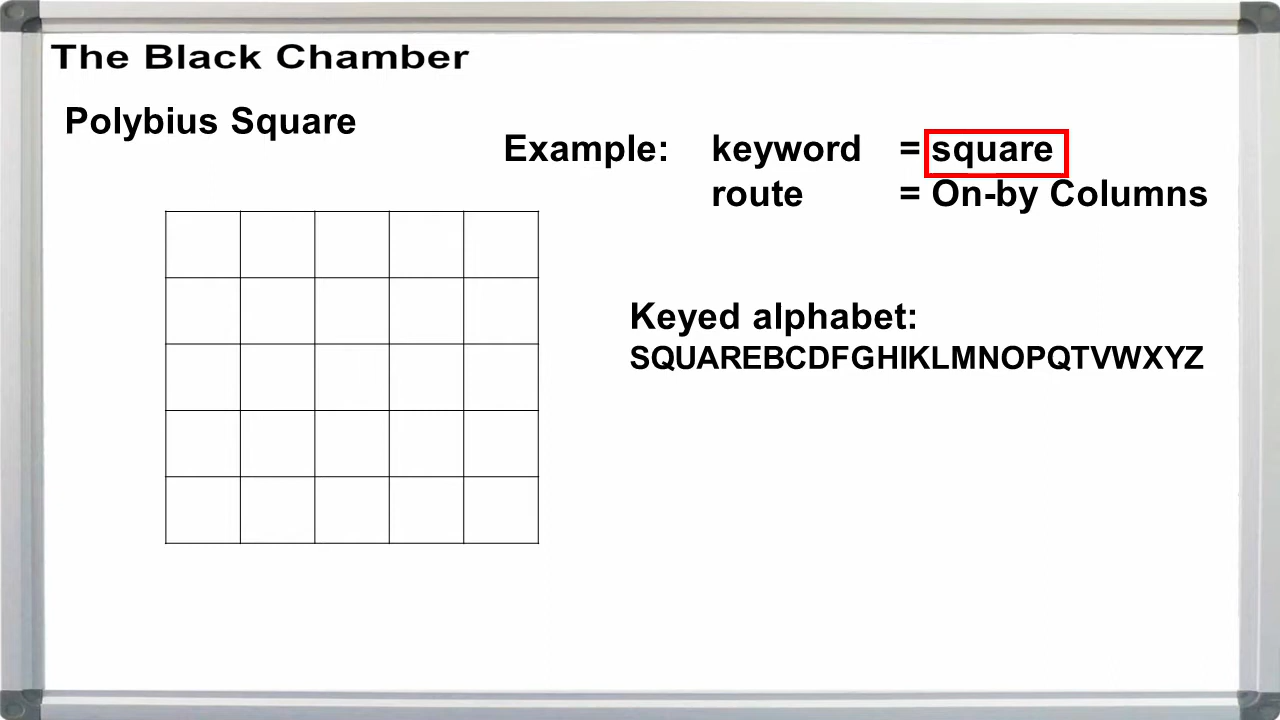 The Black Chamber
Polybius Square
Example: keyword = square
route = On-by Columns
Keyed alphabet:
SQUAREBCDFGHIKLMNOPQTVWXYZ